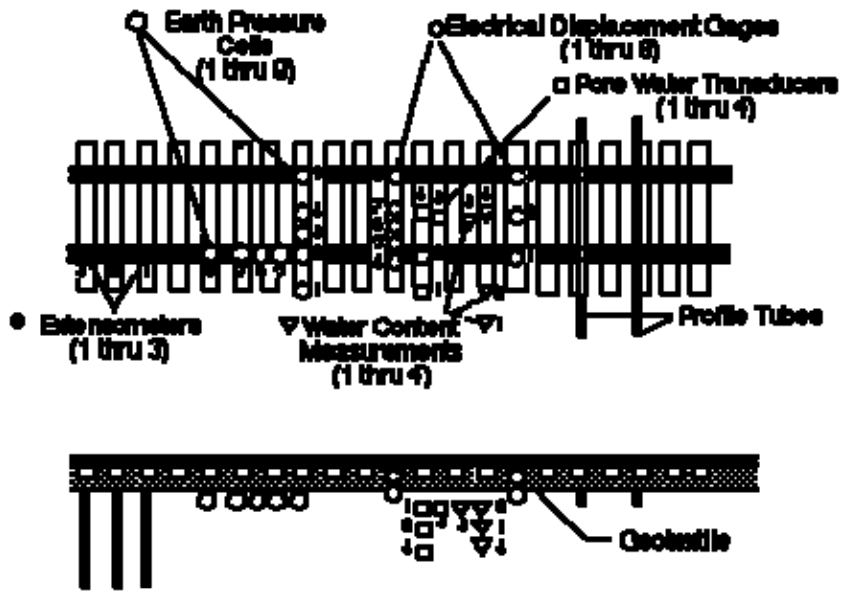 Earth Pressure
Cells
(1 thru 9)
Electrical Displacement Gages
(1 thru 8)
Pore Water Transducers
(1 thru 4)
Extensometers
(1 thru 3)
Water Content
Measurements
(1 thru 4)
Profile Tubes
Geotextile